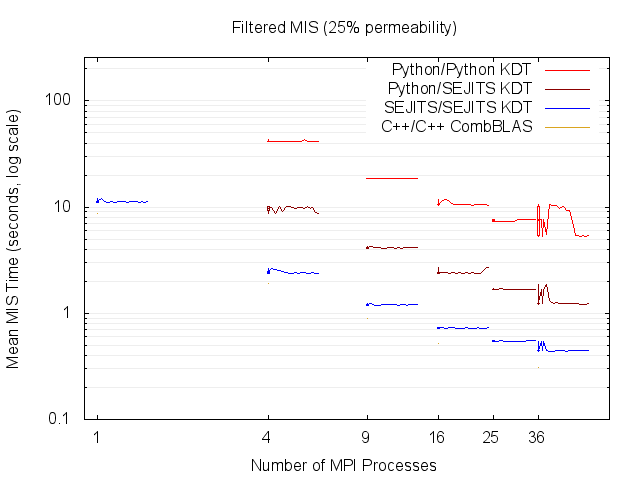 Filtered MIS (25% permeability)
Python/Python KDT
Python/SEJITS KDT
SEJITS/SEJITS KDT
C++/C++ CombBLAS
Mean MIS Time (seconds, log scale)
100
10
1
0.1
1 4 9 16 25 36
Number of MPI Processes